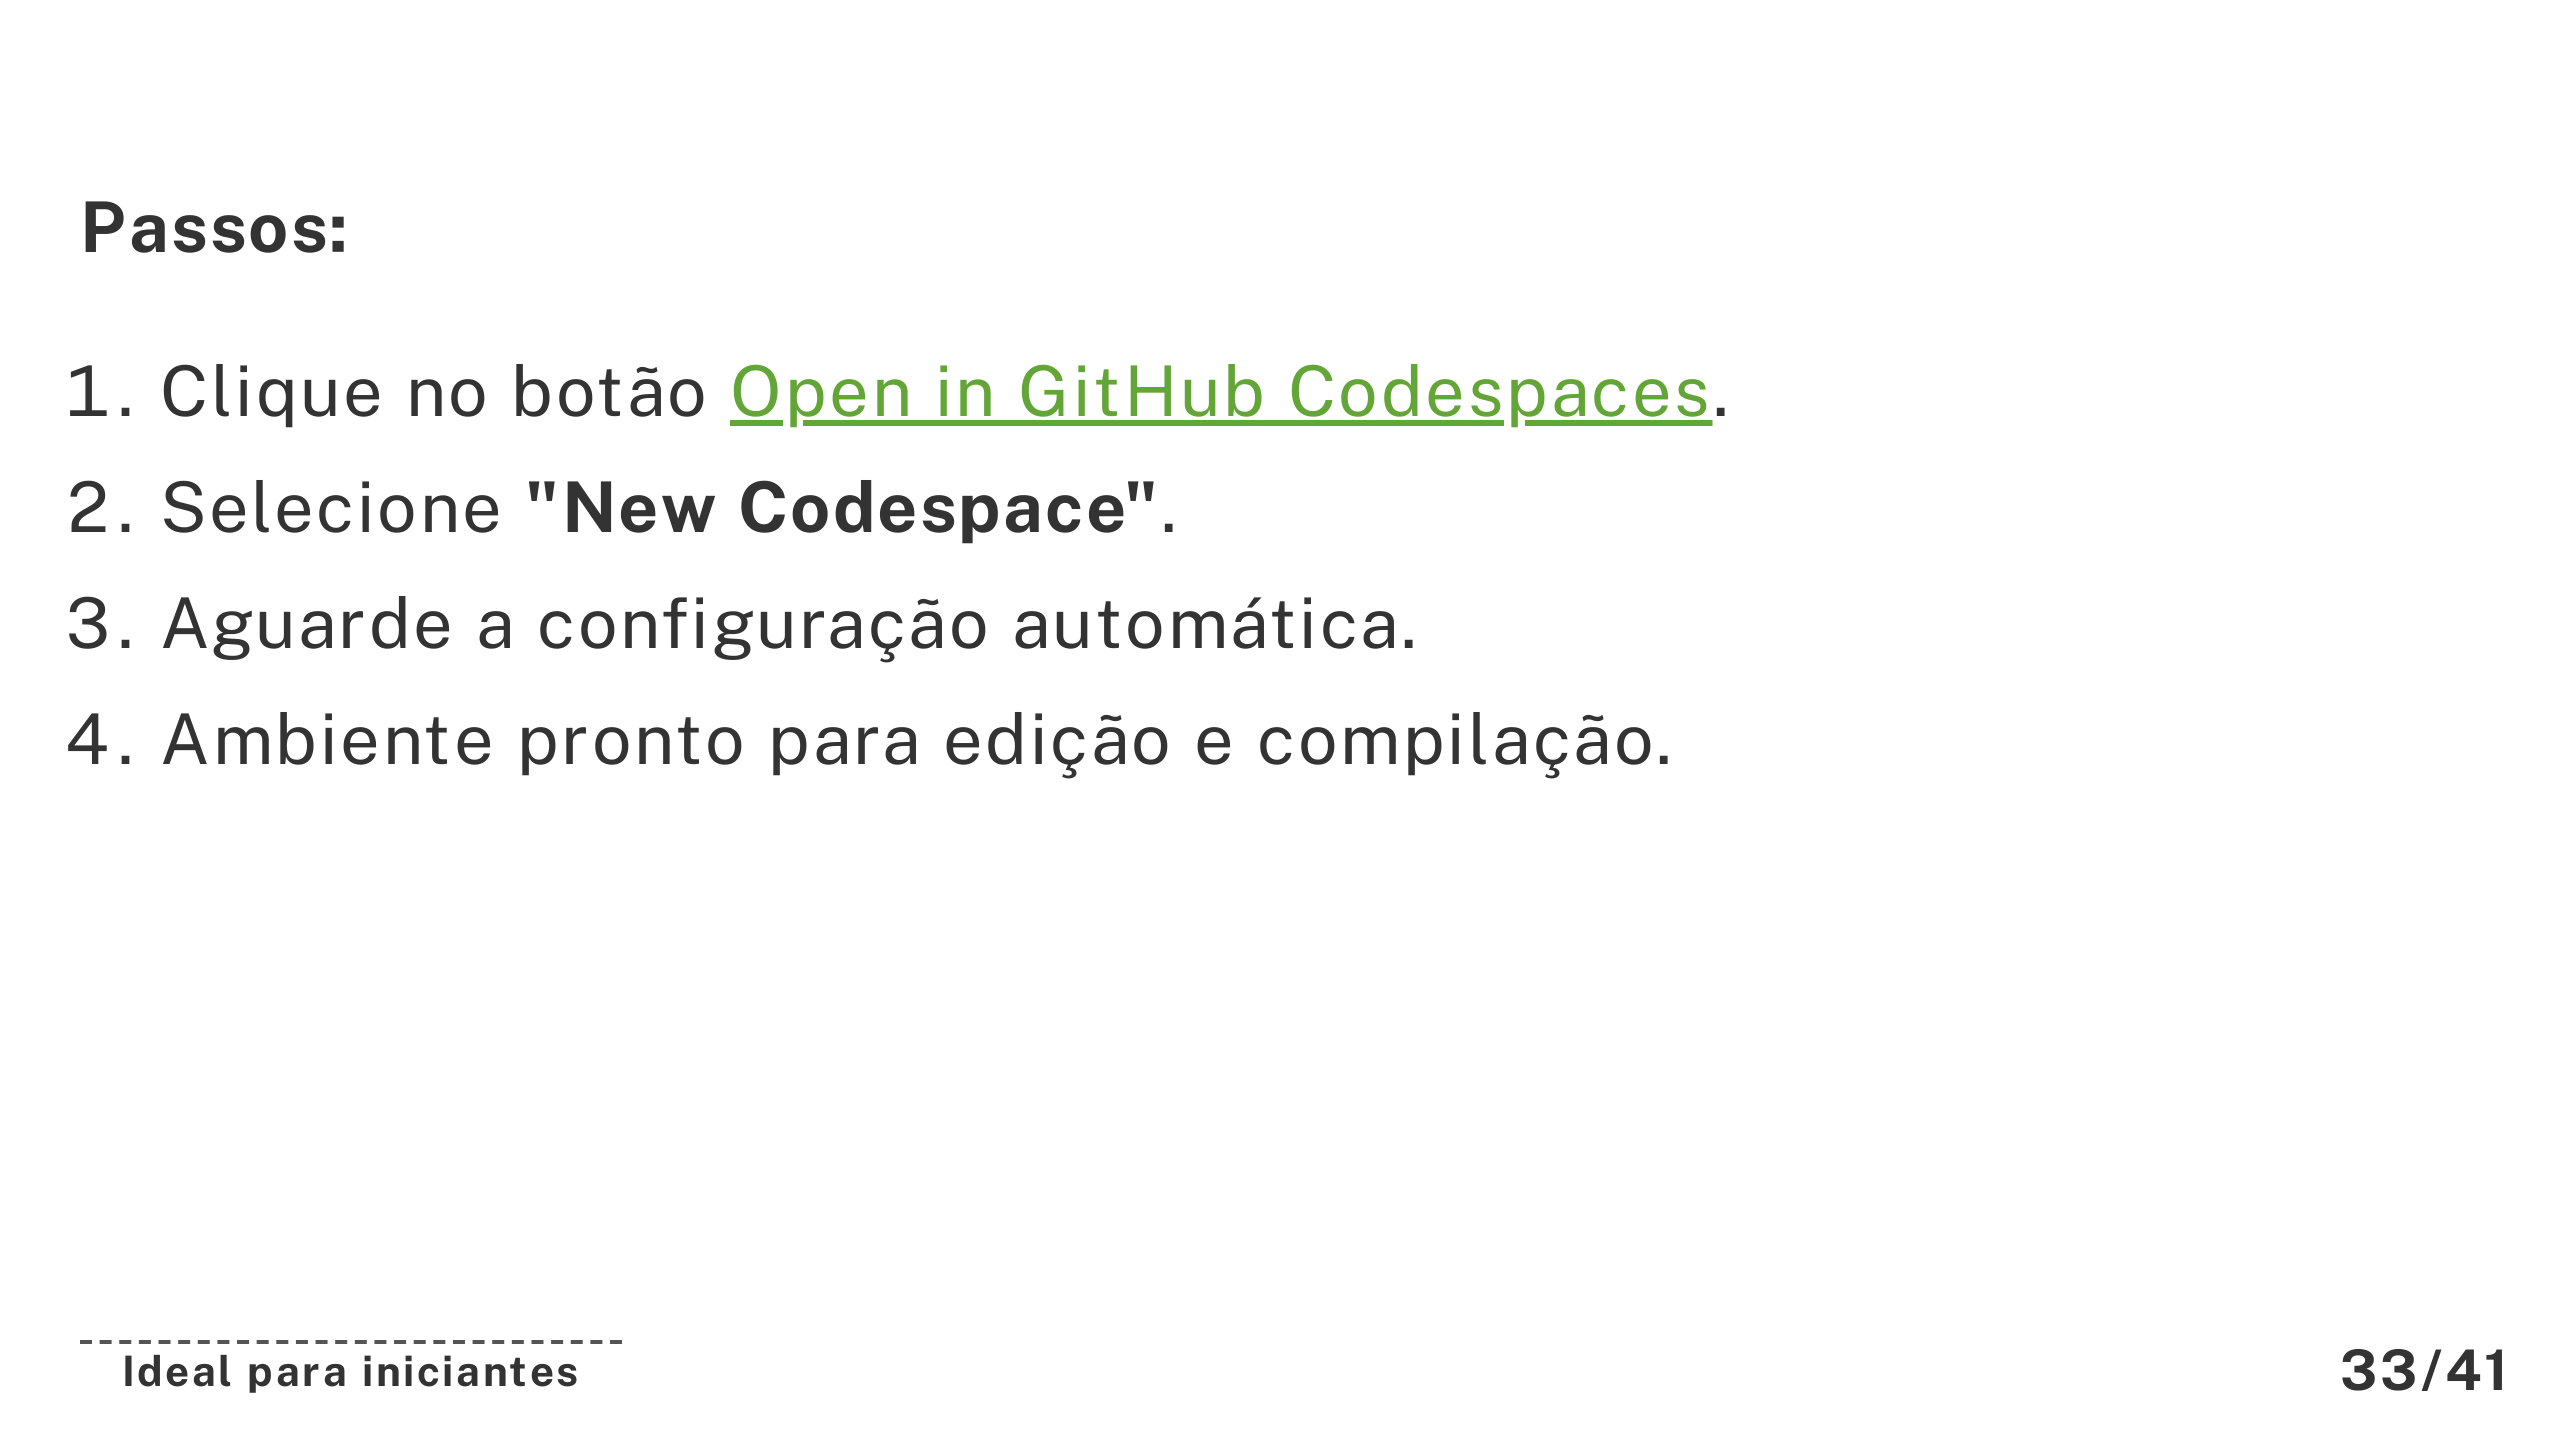 Passos:
1. Clique no botão Open in GitHub Codespaces.
2. Selecione "New Codespace".
3. Aguarde a configuração automática.
4. Ambiente pronto para edição e compilação.
Ideal para iniciantes
33/41